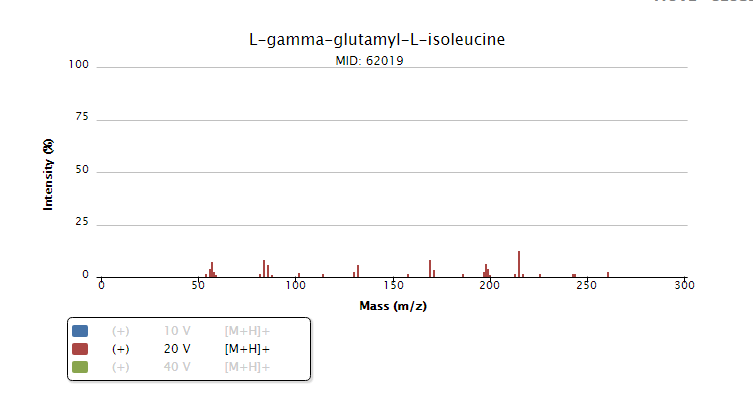 L-gamma-glutamyl-L-isoleucine
MID: 62019
100
75
50
25
0
Intensity (%)
0 50 100 150 200 250 300
Mass (m/z)
(+) 10 V [M+H]+
(+) 20 V [M+H]+
(+) 40 V [M+H]+